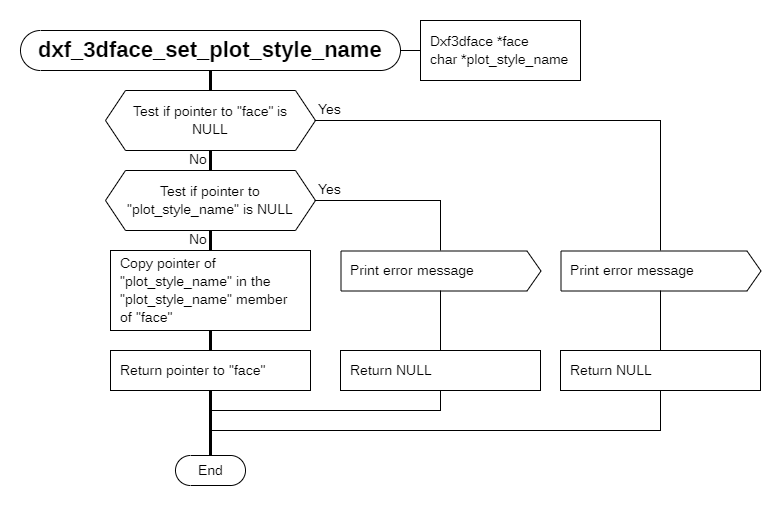 dxf_3dface_set_plot_style_name
Dxf3dface *face
char *plot_style_name
Test if pointer to "face" is
NULL
Yes
No
Test if pointer to
"plot_style_name" is NULL
Yes
No
Copy pointer of
"plot_style_name" in the
"plot_style_name" member
of "face"
Print error message
Print error message
Return pointer to "face"
Return NULL
Return NULL
End